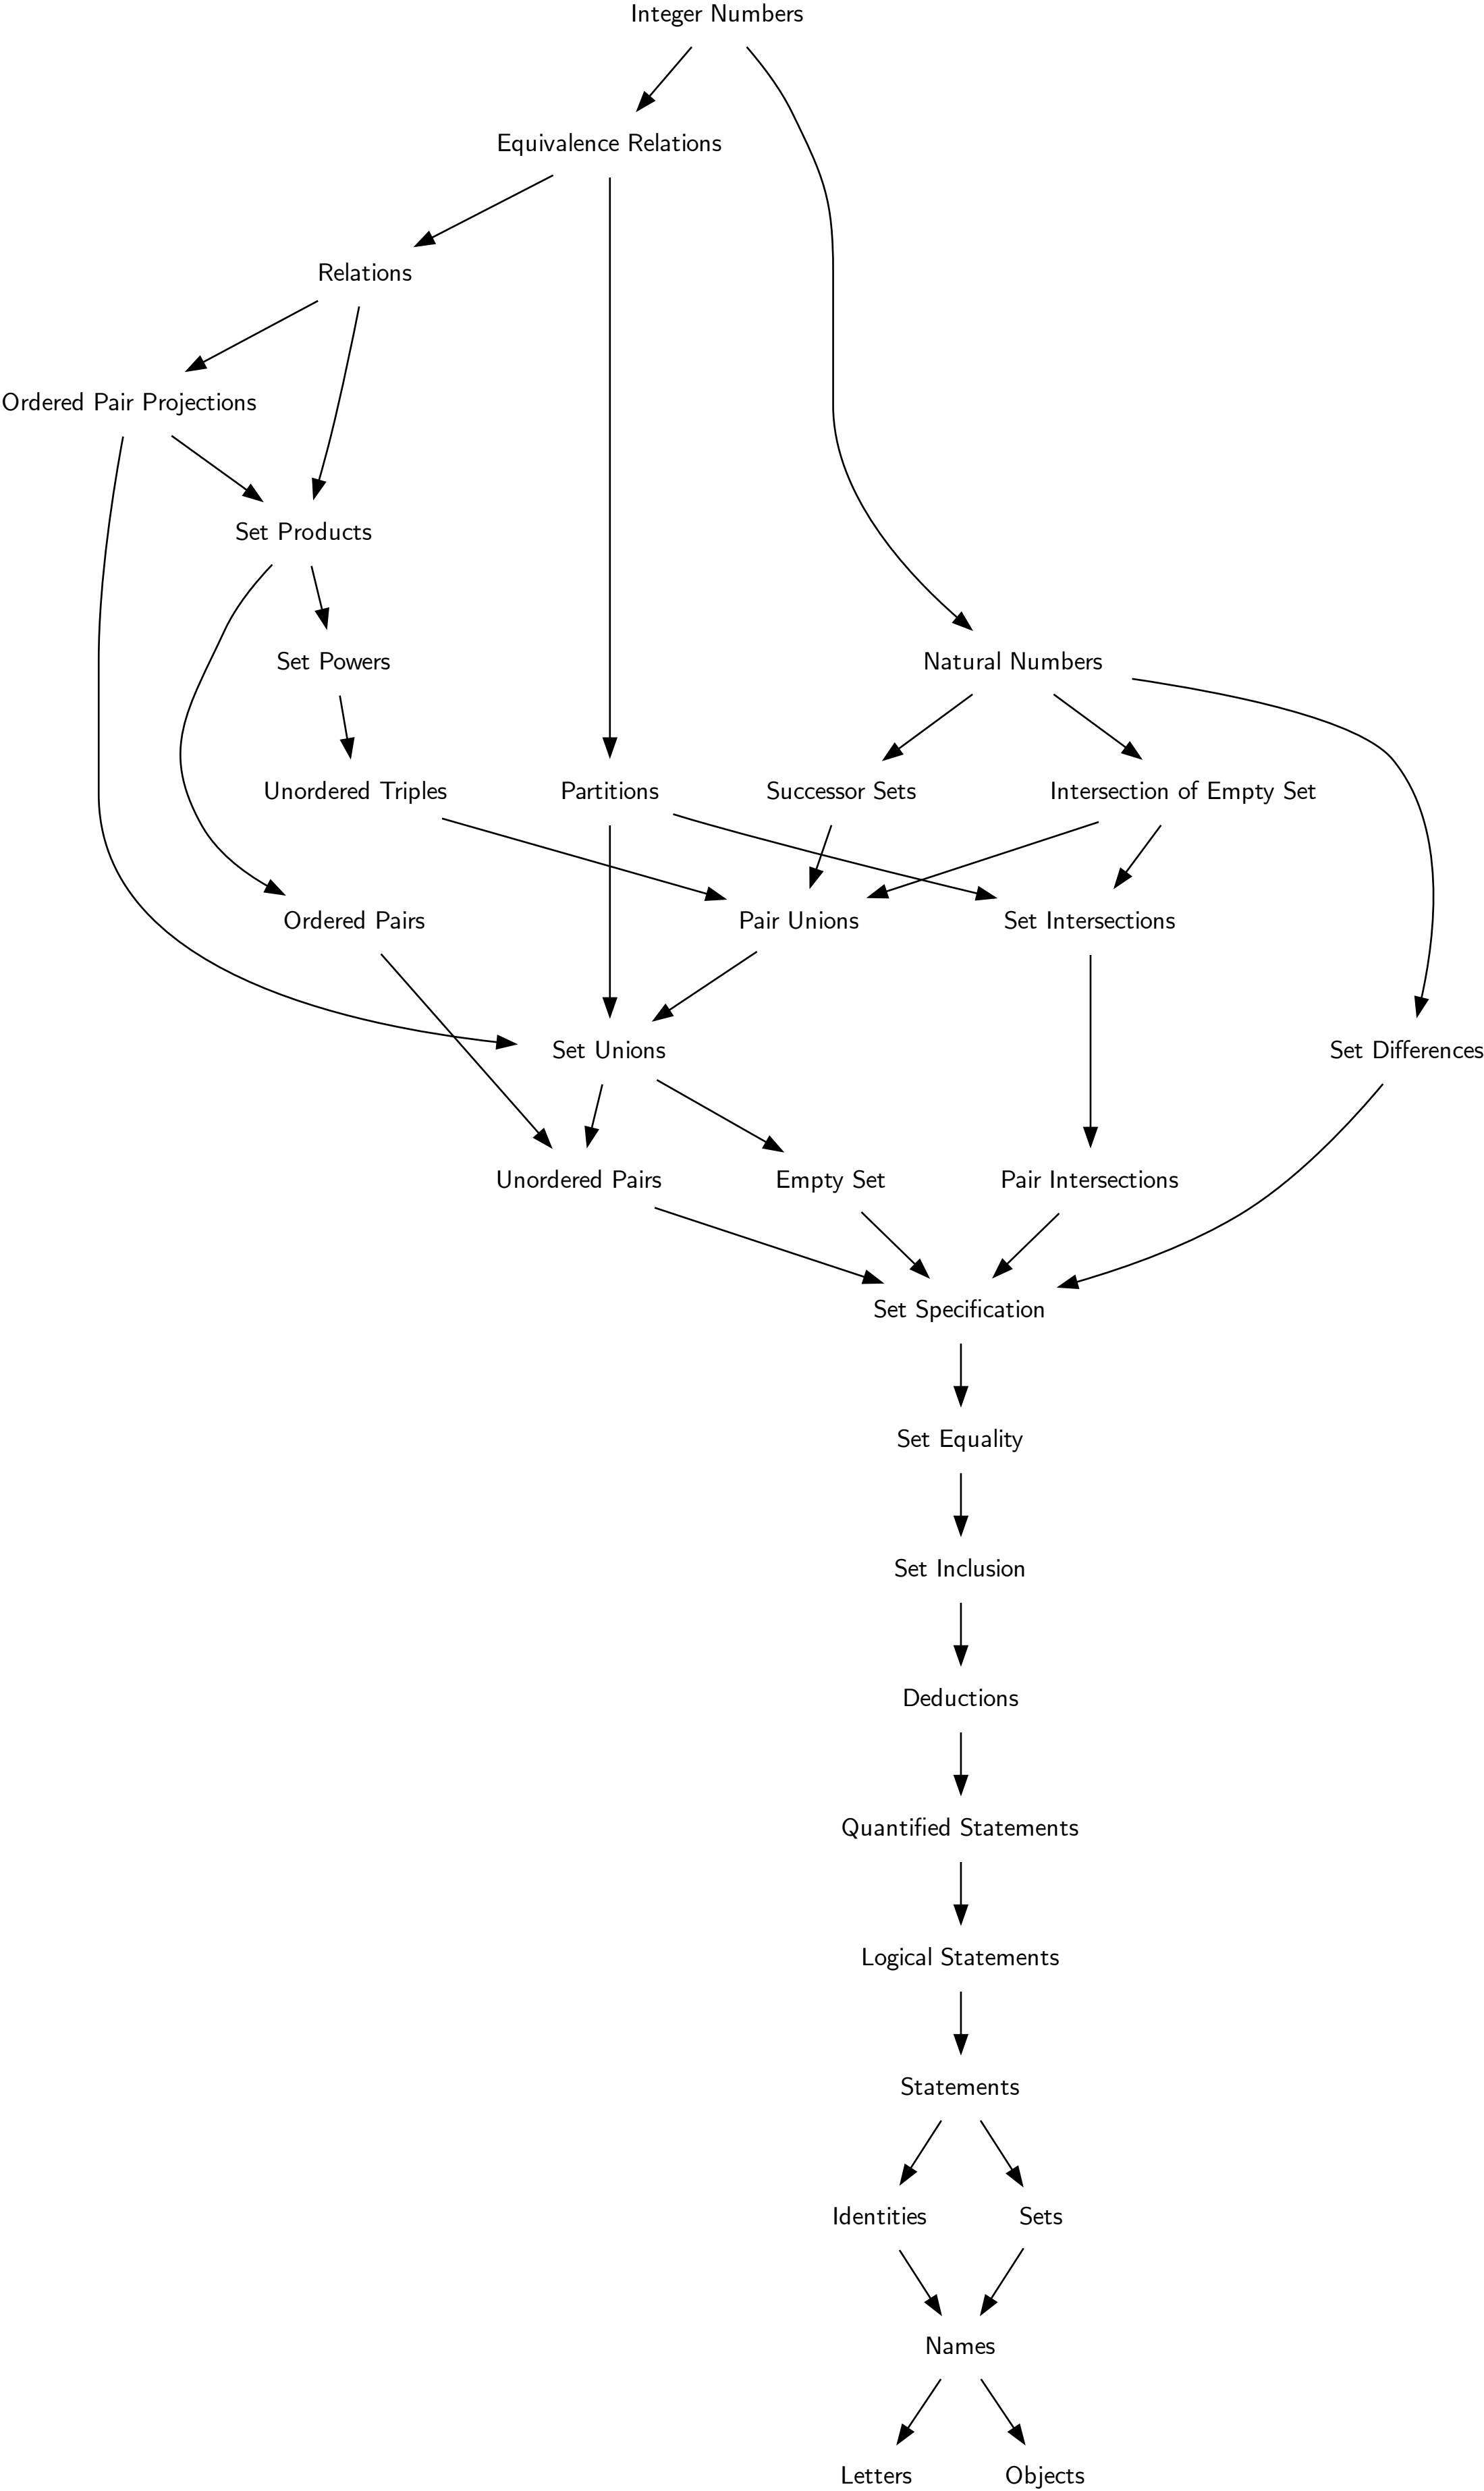 Integer Numbers
Equivalence Relations
Relations
Ordered Pair Projections
Set Products
Set Powers
Natural Numbers
Unordered Triples
Partitions
Successor Sets
Intersection of Empty Set
Ordered Pairs
Pair Unions
Set Intersections
Set Unions
Set Differences
Unordered Pairs
Empty Set
Pair Intersections
Set Specification
Set Equality
Set Inclusion
Deductions
Quantified Statements
Logical Statements
Statements
Identities
Sets
Names
Letters
Objects